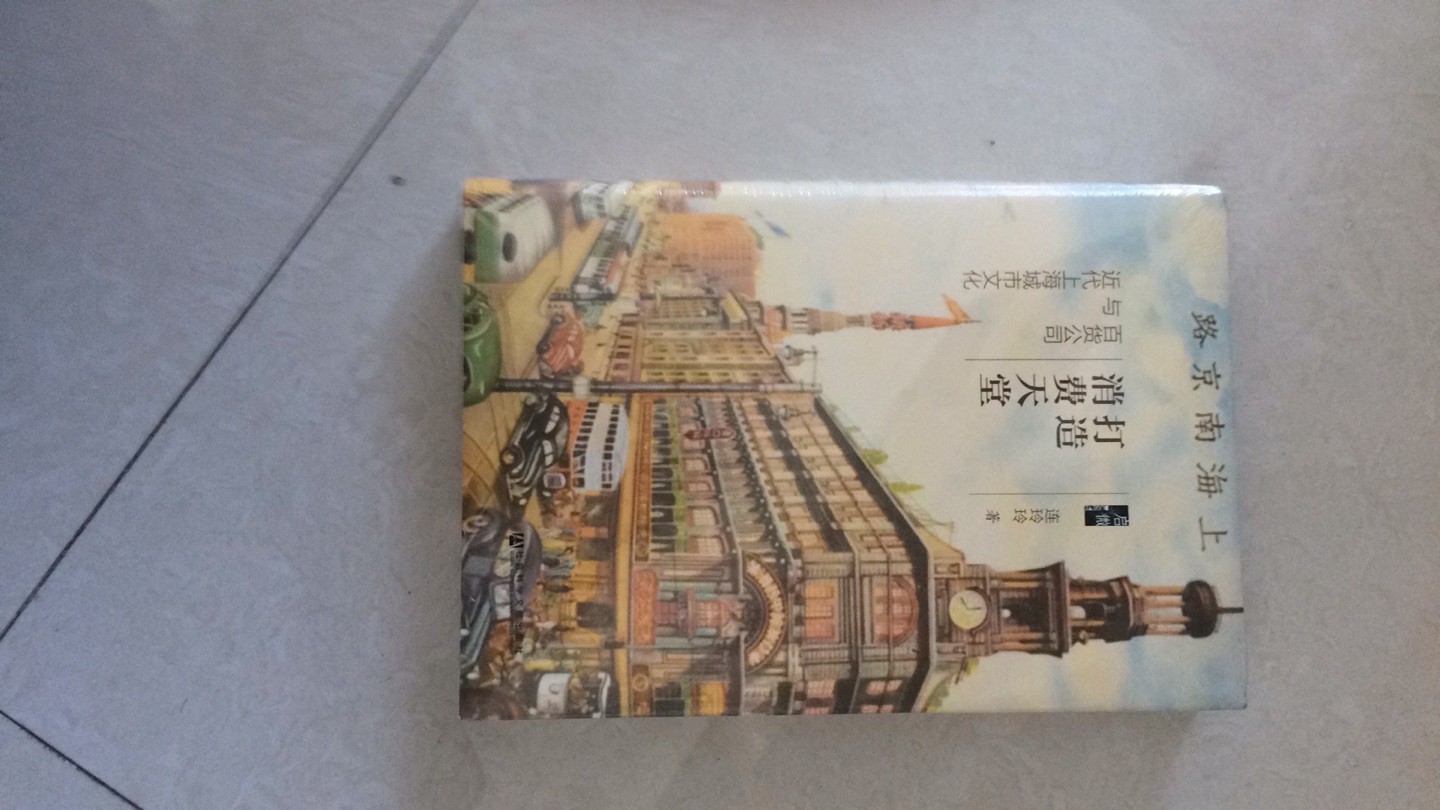 上海南京路
启微
连玲玲 著
打造
消费天堂
百货公司
与
近代上海城市文化